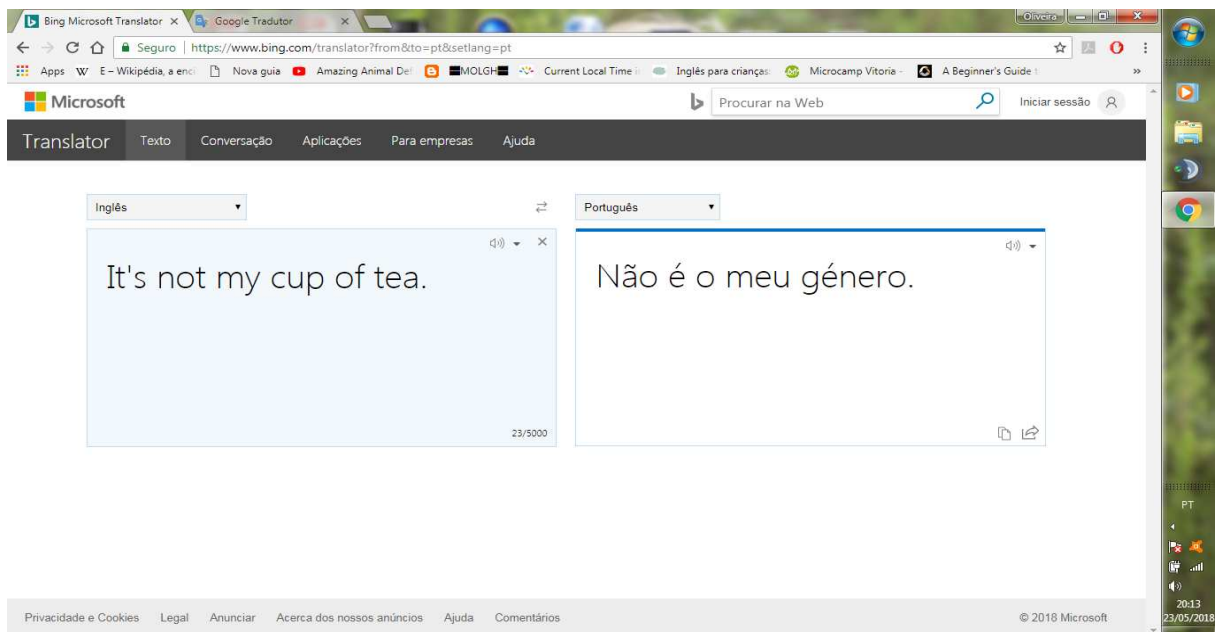 Bing Microsoft Translator Google Tradutor Oliveira
Seguro https://www.bing.com/translator?from&to=pt&setlang=pt
Apps W E – Wikipédia, a enci Nova guia Amazing Animal Def MOLGH Current Local Time i Inglês para crianças: Microcamp Vitoria - A Beginner's Guide t »
Microsoft Procurar na Web Iniciar sessão
Translator Texto Conversação Aplicações Para empresas Ajuda
Inglês Português
It's not my cup of tea. Não é o meu género.
23/5000
PT
20:13
Privacidade e Cookies Legal Anunciar Acerca dos nossos anúncios Ajuda Comentários © 2018 Microsoft 23/05/2018